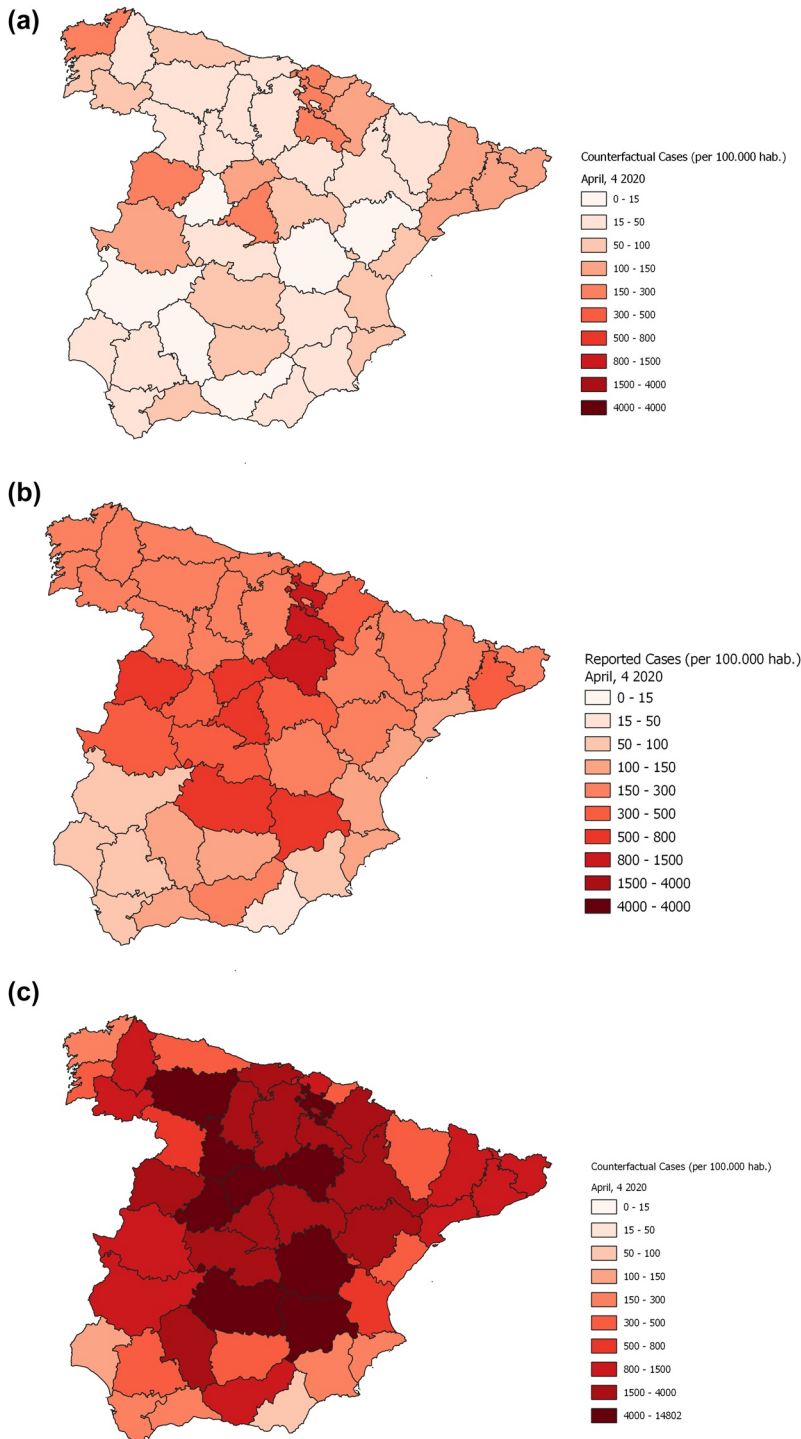 (a)
Counterfactual Cases (per 100.000 hab.)
April, 4 2020
0 - 15
15 - 50
50 - 100
100 - 150
150 - 300
300 - 500
500 - 800
800 - 1500
1500 - 4000
4000 - 4000
(b)
Reported Cases (per 100.000 hab.)
April, 4 2020
0 - 15
15 - 50
50 - 100
100 - 150
150 - 300
300 - 500
500 - 800
800 - 1500
1500 - 4000
4000 - 4000
(c)
Counterfactual Cases (per 100.000 hab.)
April, 4 2020
0 - 15
15 - 50
50 - 100
100 - 150
150 - 300
300 - 500
500 - 800
800 - 1500
1500 - 4000
4000 - 14802